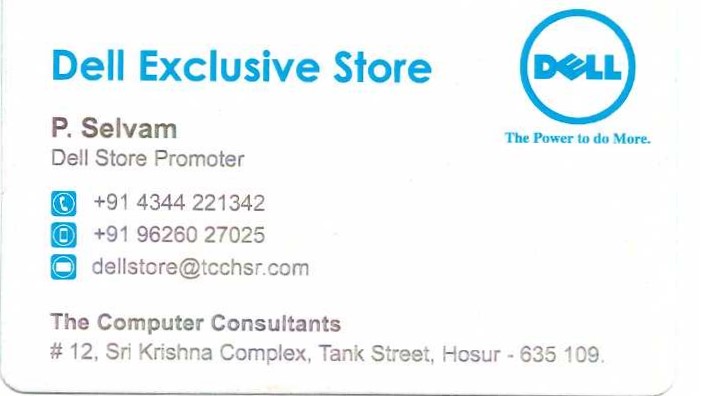 Dell Exclusive Store
DELL
The Power to do More.
P. Selvam
Dell Store Promoter
+91 4344 221342
+91 96260 27025
dellstore@tcchsr.com
The Computer Consultants
# 12, Sri Krishna Complex, Tank Street, Hosur - 635 109.